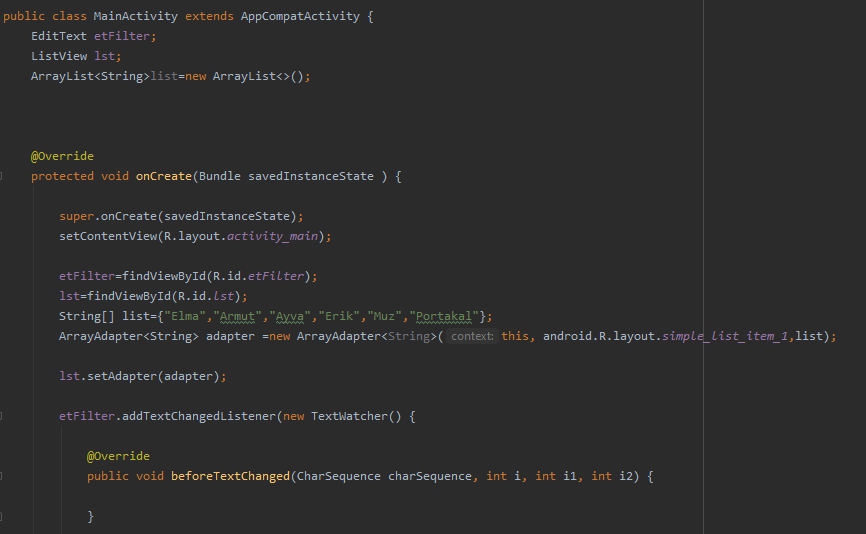 public class MainActivity extends AppCompatActivity {
    EditText etFilter;
    ListView lst;
    ArrayList<String>list=new ArrayList<>();
    @Override
    protected void onCreate(Bundle savedInstanceState ) {
        super.onCreate(savedInstanceState);
        setContentView(R.layout.activity_main);
        etFilter=findViewById(R.id.etFilter);
        lst=findViewById(R.id.lst);
        String[] list={"Elma","Armut","Ayva","Erik","Muz","Portakal"};
        ArrayAdapter<String> adapter =new ArrayAdapter<String>( context: this, android.R.layout.simple_list_item_1,list);
        lst.setAdapter(adapter);
        etFilter.addTextChangedListener(new TextWatcher() {
            @Override
            public void beforeTextChanged(CharSequence charSequence, int i, int i1, int i2) {
            }